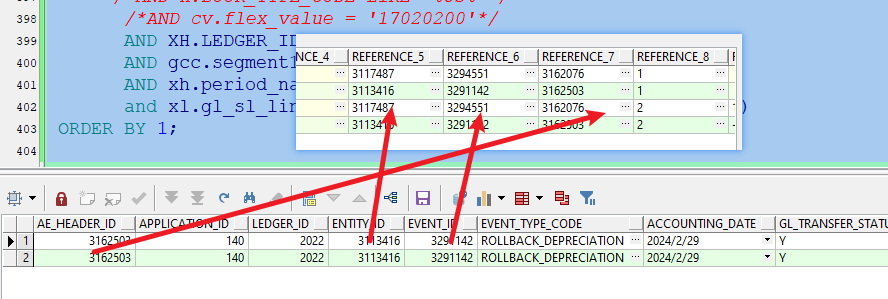 398 /*AND cv.flex_value = '17020200'*/
399 AND XH.LEDGER_ID
400 AND gcc.segment1
401 AND xh.period_na
402 and xl.gl_sl_lin )
403 ORDER BY 1;
404
NCE_4 REFERENCE_5 REFERENCE_6 REFERENCE_7 REFERENCE_8
3117487 3294551 3162076 1
3113416 3291142 3162503 1
3117487 3294551 3162076 2
3113416 3291142 3162503 2
AE_HEADER_ID APPLICATION_ID LEDGER_ID ENTITY_ID EVENT_ID EVENT_TYPE_CODE ACCOUNTING_DATE GL_TRANSFER_STATU
1 3162503 140 2022 3113416 3291142 ROLLBACK_DEPRECIATION 2024/2/29 Y
2 3162503 140 2022 3113416 3291142 ROLLBACK_DEPRECIATION 2024/2/29 Y